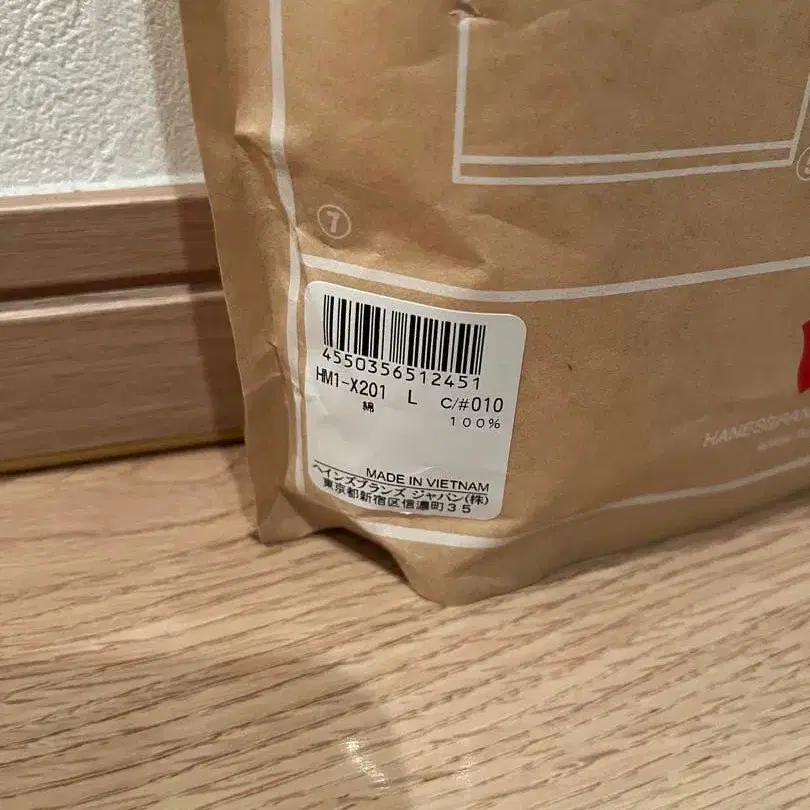 7
4550356512451
HM1-X201 L C/#010
綿 100%
MADE IN VIETNAM
ヘインズブランズ ジャパン(株)
東京都新宿区信濃町35